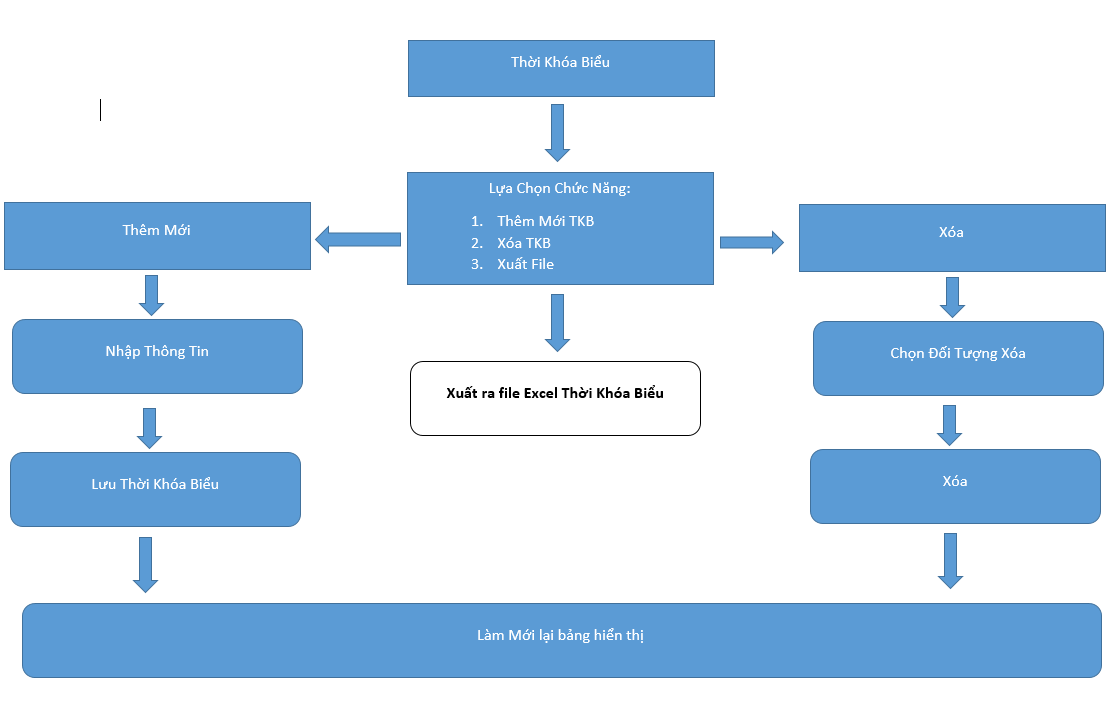 Thời Khóa Biểu
Lựa Chọn Chức Năng:
1. Thêm Mới TKB
2. Xóa TKB
3. Xuất File
Thêm Mới
Xóa
Nhập Thông Tin
Chọn Đối Tượng Xóa
Xuất ra file Excel Thời Khóa Biểu
Lưu Thời Khóa Biểu
Xóa
Làm Mới lại bảng hiển thị